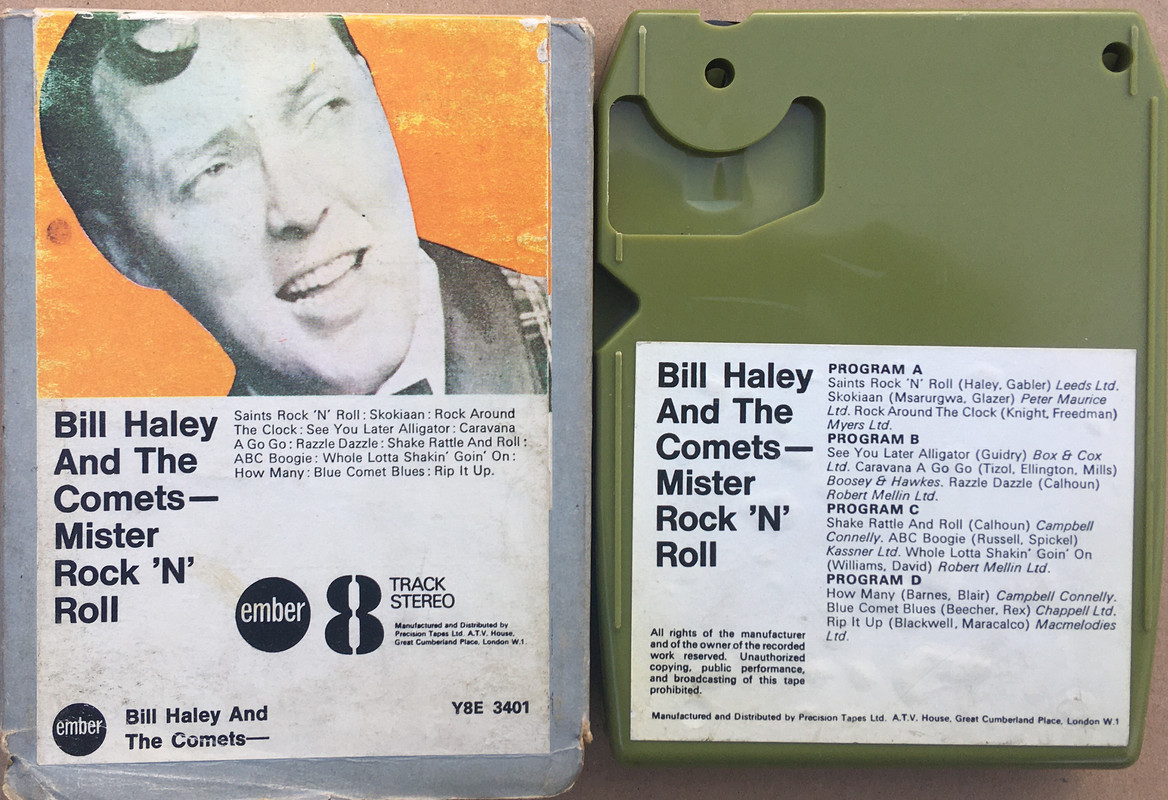 Bill Haley
And The
Comets—
Mister
Rock 'N'
Roll
Saints Rock 'N' Roll : Skokiaan : Rock Around
The Clock : See You Later Alligator : Caravana
A Go Go : Razzle Dazzle : Shake Rattle And Roll :
ABC Boogie : Whole Lotta Shakin' Goin' On :
How Many : Blue Comet Blues : Rip It Up.
ember
8
TRACK
STEREO
Manufactured and Distributed by
Precision Tapes Ltd. A.T.V. House,
Great Cumberland Place, London W.1.
ember
Bill Haley And
The Comets—
Y8E 3401
Bill Haley
And The
Comets—
Mister
Rock 'N'
Roll
All rights of the manufacturer
and of the owner of the recorded
work reserved. Unauthorized
copying, public performance,
and broadcasting of this tape
prohibited.
PROGRAM A
Saints Rock 'N' Roll (Haley, Gabler) Leeds Ltd.
Skokiaan (Msarurgwa, Glazer) Peter Maurice
Ltd. Rock Around The Clock (Knight, Freedman)
Myers Ltd.
PROGRAM B
See You Later Alligator (Guidry) Box & Cox
Ltd. Caravana A Go Go (Tizol, Ellington, Mills)
Boosey & Hawkes. Razzle Dazzle (Calhoun)
Robert Mellin Ltd.
PROGRAM C
Shake Rattle And Roll (Calhoun) Campbell
Connelly. ABC Boogie (Russell, Spickel)
Kassner Ltd. Whole Lotta Shakin' Goin' On
(Williams, David) Robert Mellin Ltd.
PROGRAM D
How Many (Barnes, Blair) Campbell Connelly.
Blue Comet Blues (Beecher, Rex) Chappell Ltd.
Rip It Up (Blackwell, Maracalco) Macmelodies
Ltd.
Manufactured and Distributed by Precision Tapes Ltd. A.T.V. House, Great Cumberland Place, London W.1